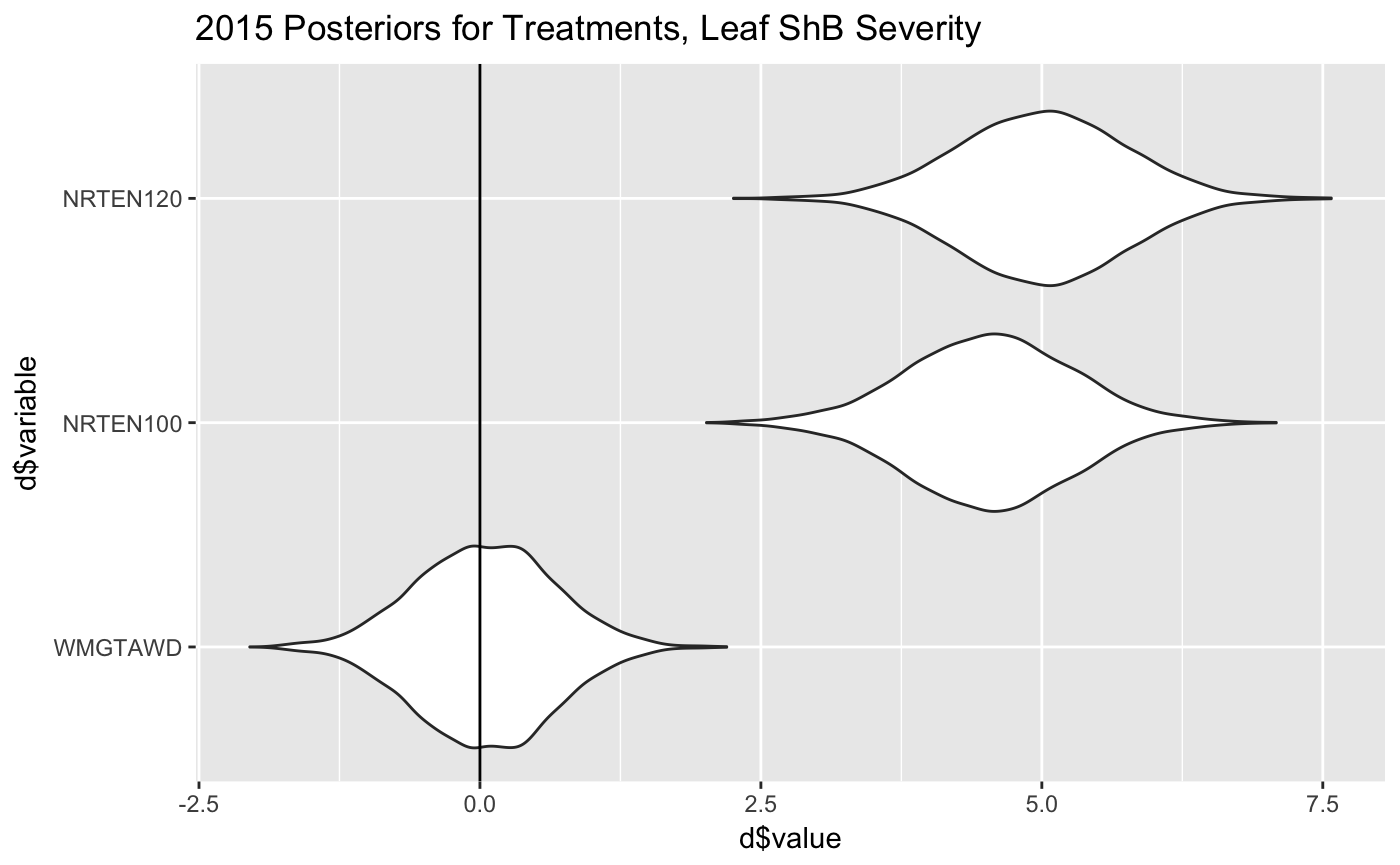 2015 Posteriors for Treatments, Leaf ShB Severity
d$variable
NRTEN120
NRTEN100
WMGTAWD
-2.5 0.0 2.5 5.0 7.5
d$value